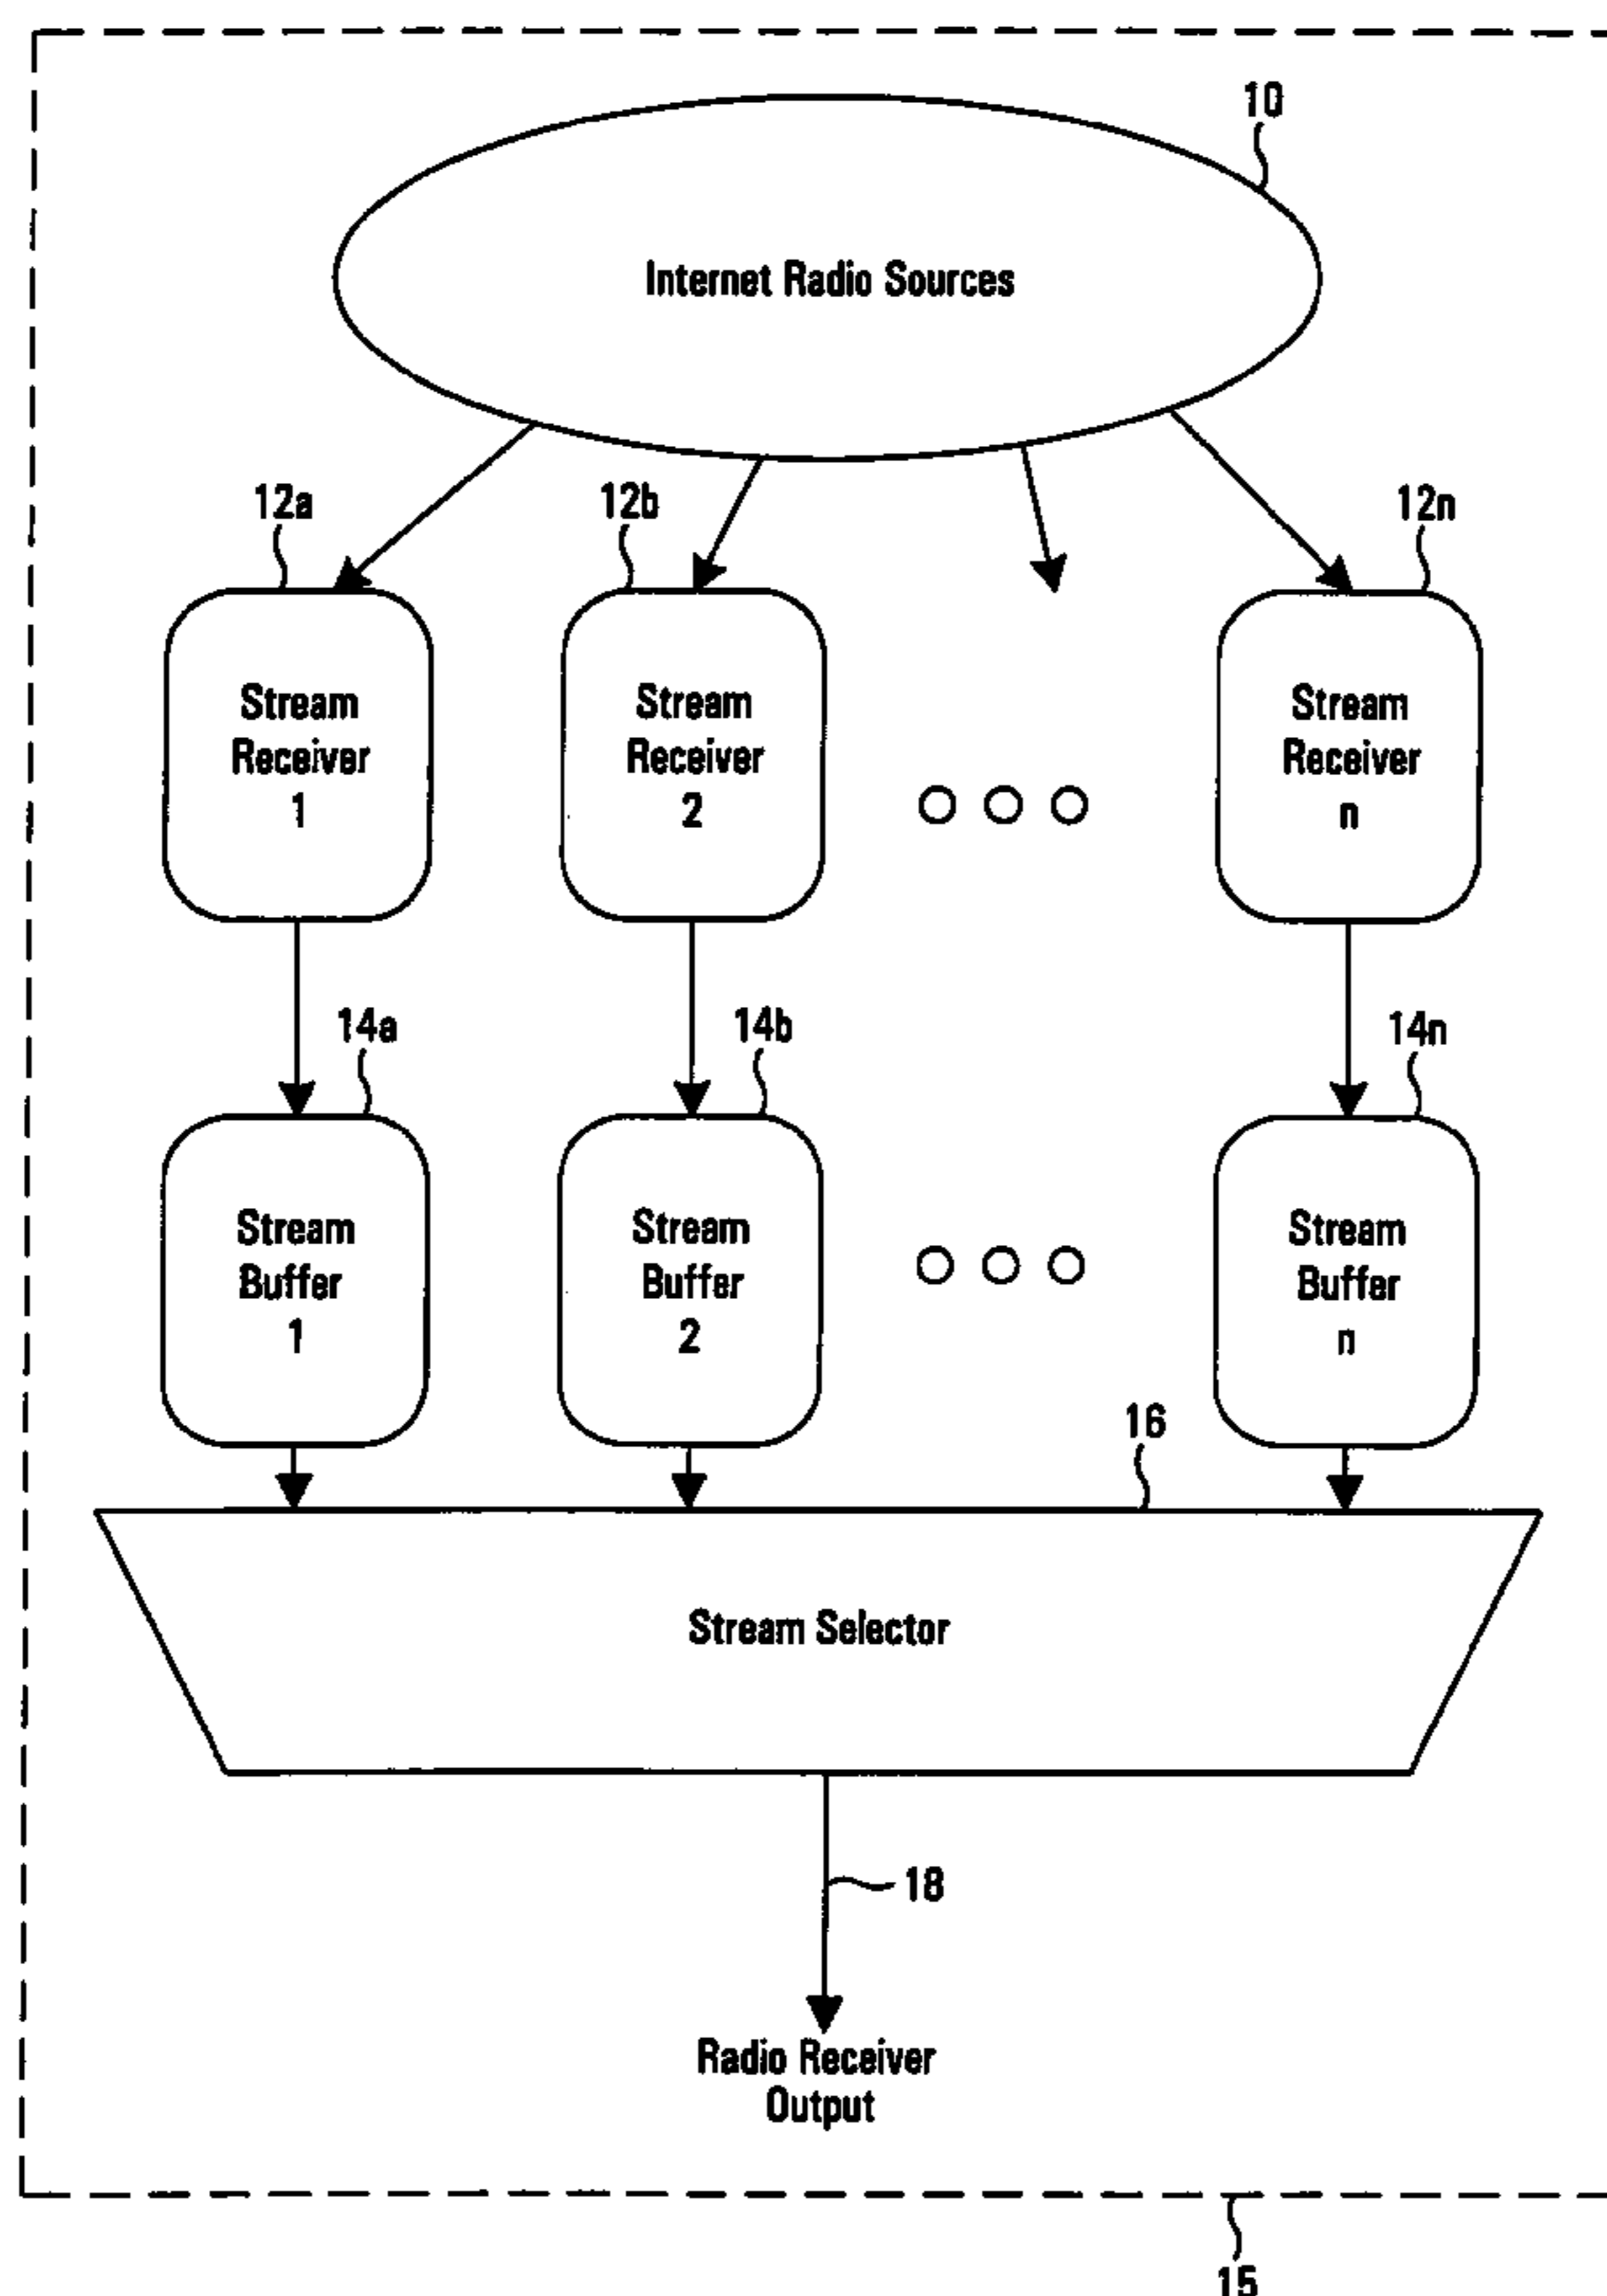 10
Internet Radio Sources
12a
12b
12n
Stream
Receiver
1
Stream
Receiver
2
Stream
Receiver
n
14a
14b
14n
Stream
Buffer
1
Stream
Buffer
2
Stream
Buffer
n
16
Stream Selector
18
Radio Receiver
Output
15